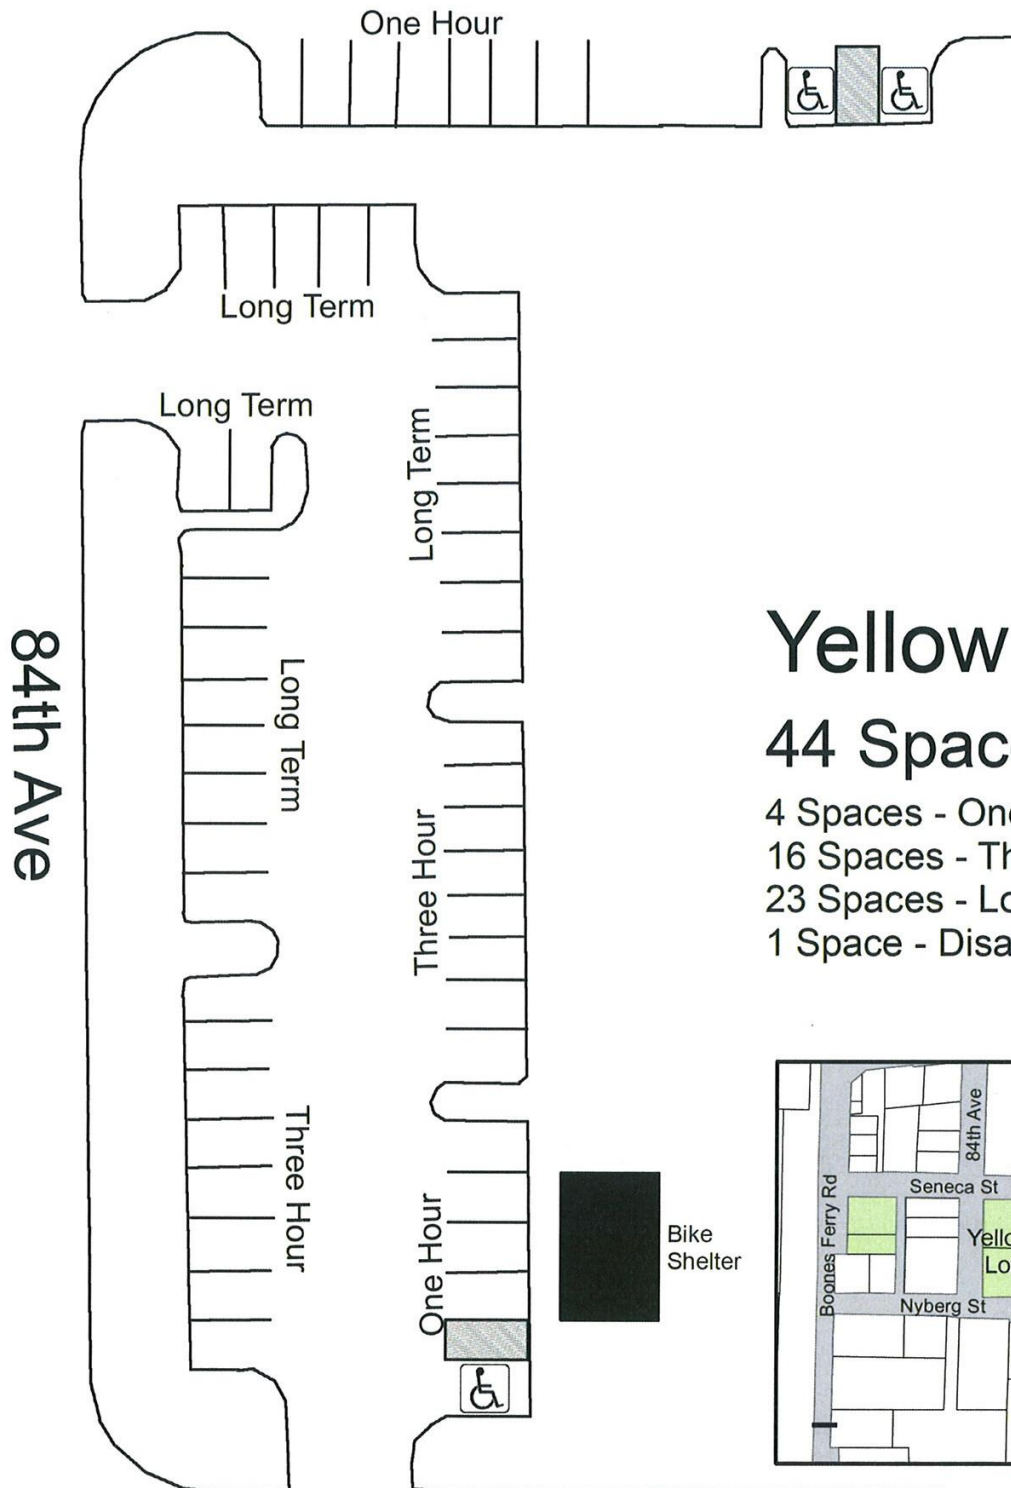 One Hour
Long Term
Long Term
Long Term
Long Term
84th Ave
Three Hour
Three Hour
One Hour
Bike
Shelter
Yellow
44 Spac
4 Spaces - On
16 Spaces - Th
23 Spaces - Lo
1 Space - Disa
84th Ave
Seneca St
Boones Ferry Rd
Yello
Lo
Nyberg St